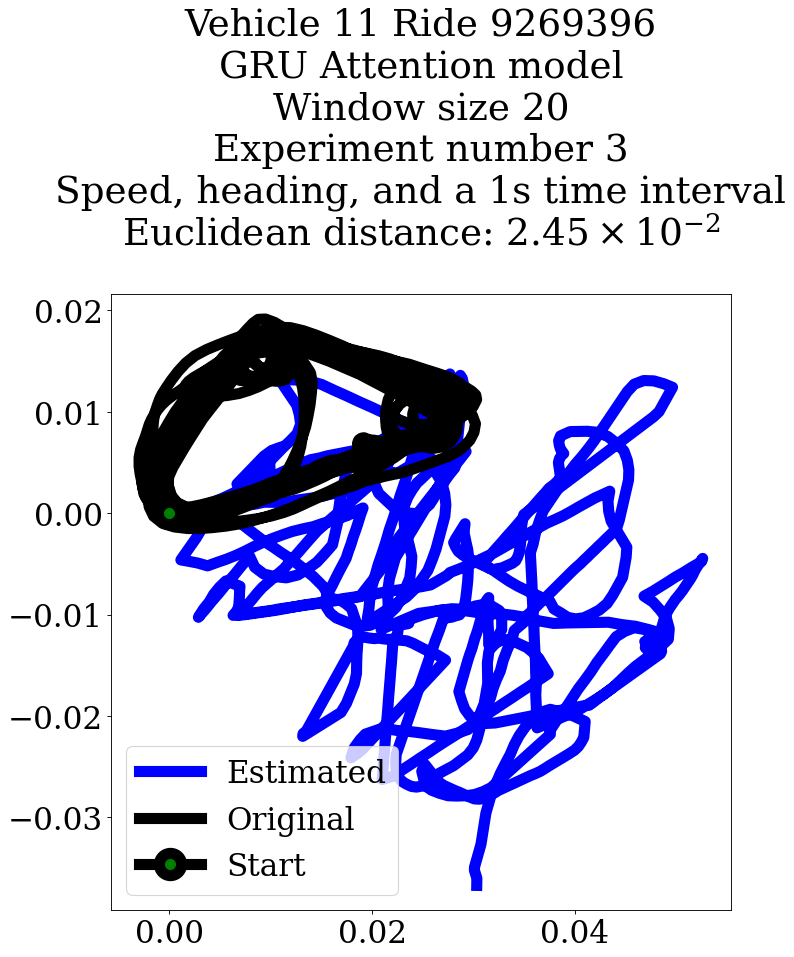 Vehicle 11 Ride 9269396
GRU Attention model
Window size 20
Experiment number 3
Speed, heading, and a 1s time interval
Euclidean distance: 2.45 × 10⁻²
0.02
0.01
0.00
−0.01
−0.02
−0.03
Estimated
Original
Start
0.00 0.02 0.04